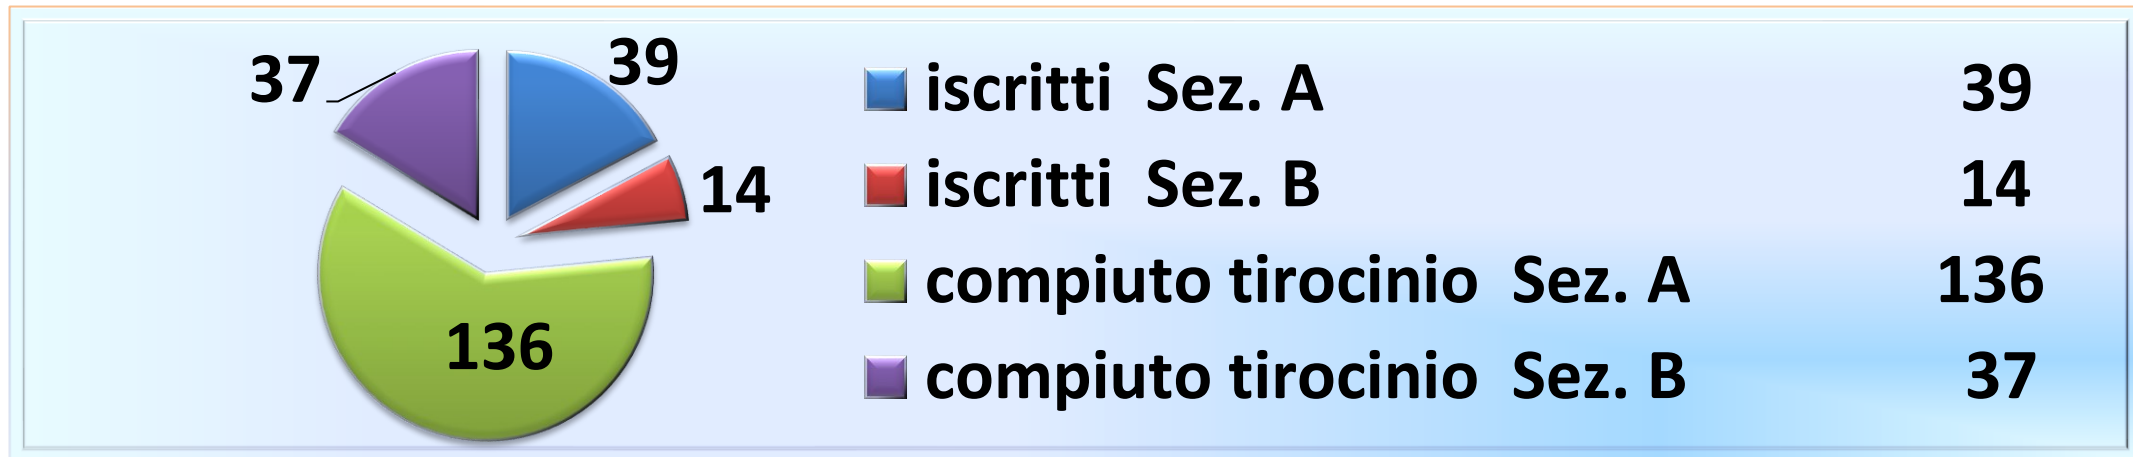 37
39
14
136
iscritti Sez. A 39
iscritti Sez. B 14
compiuto tirocinio Sez. A 136
compiuto tirocinio Sez. B 37